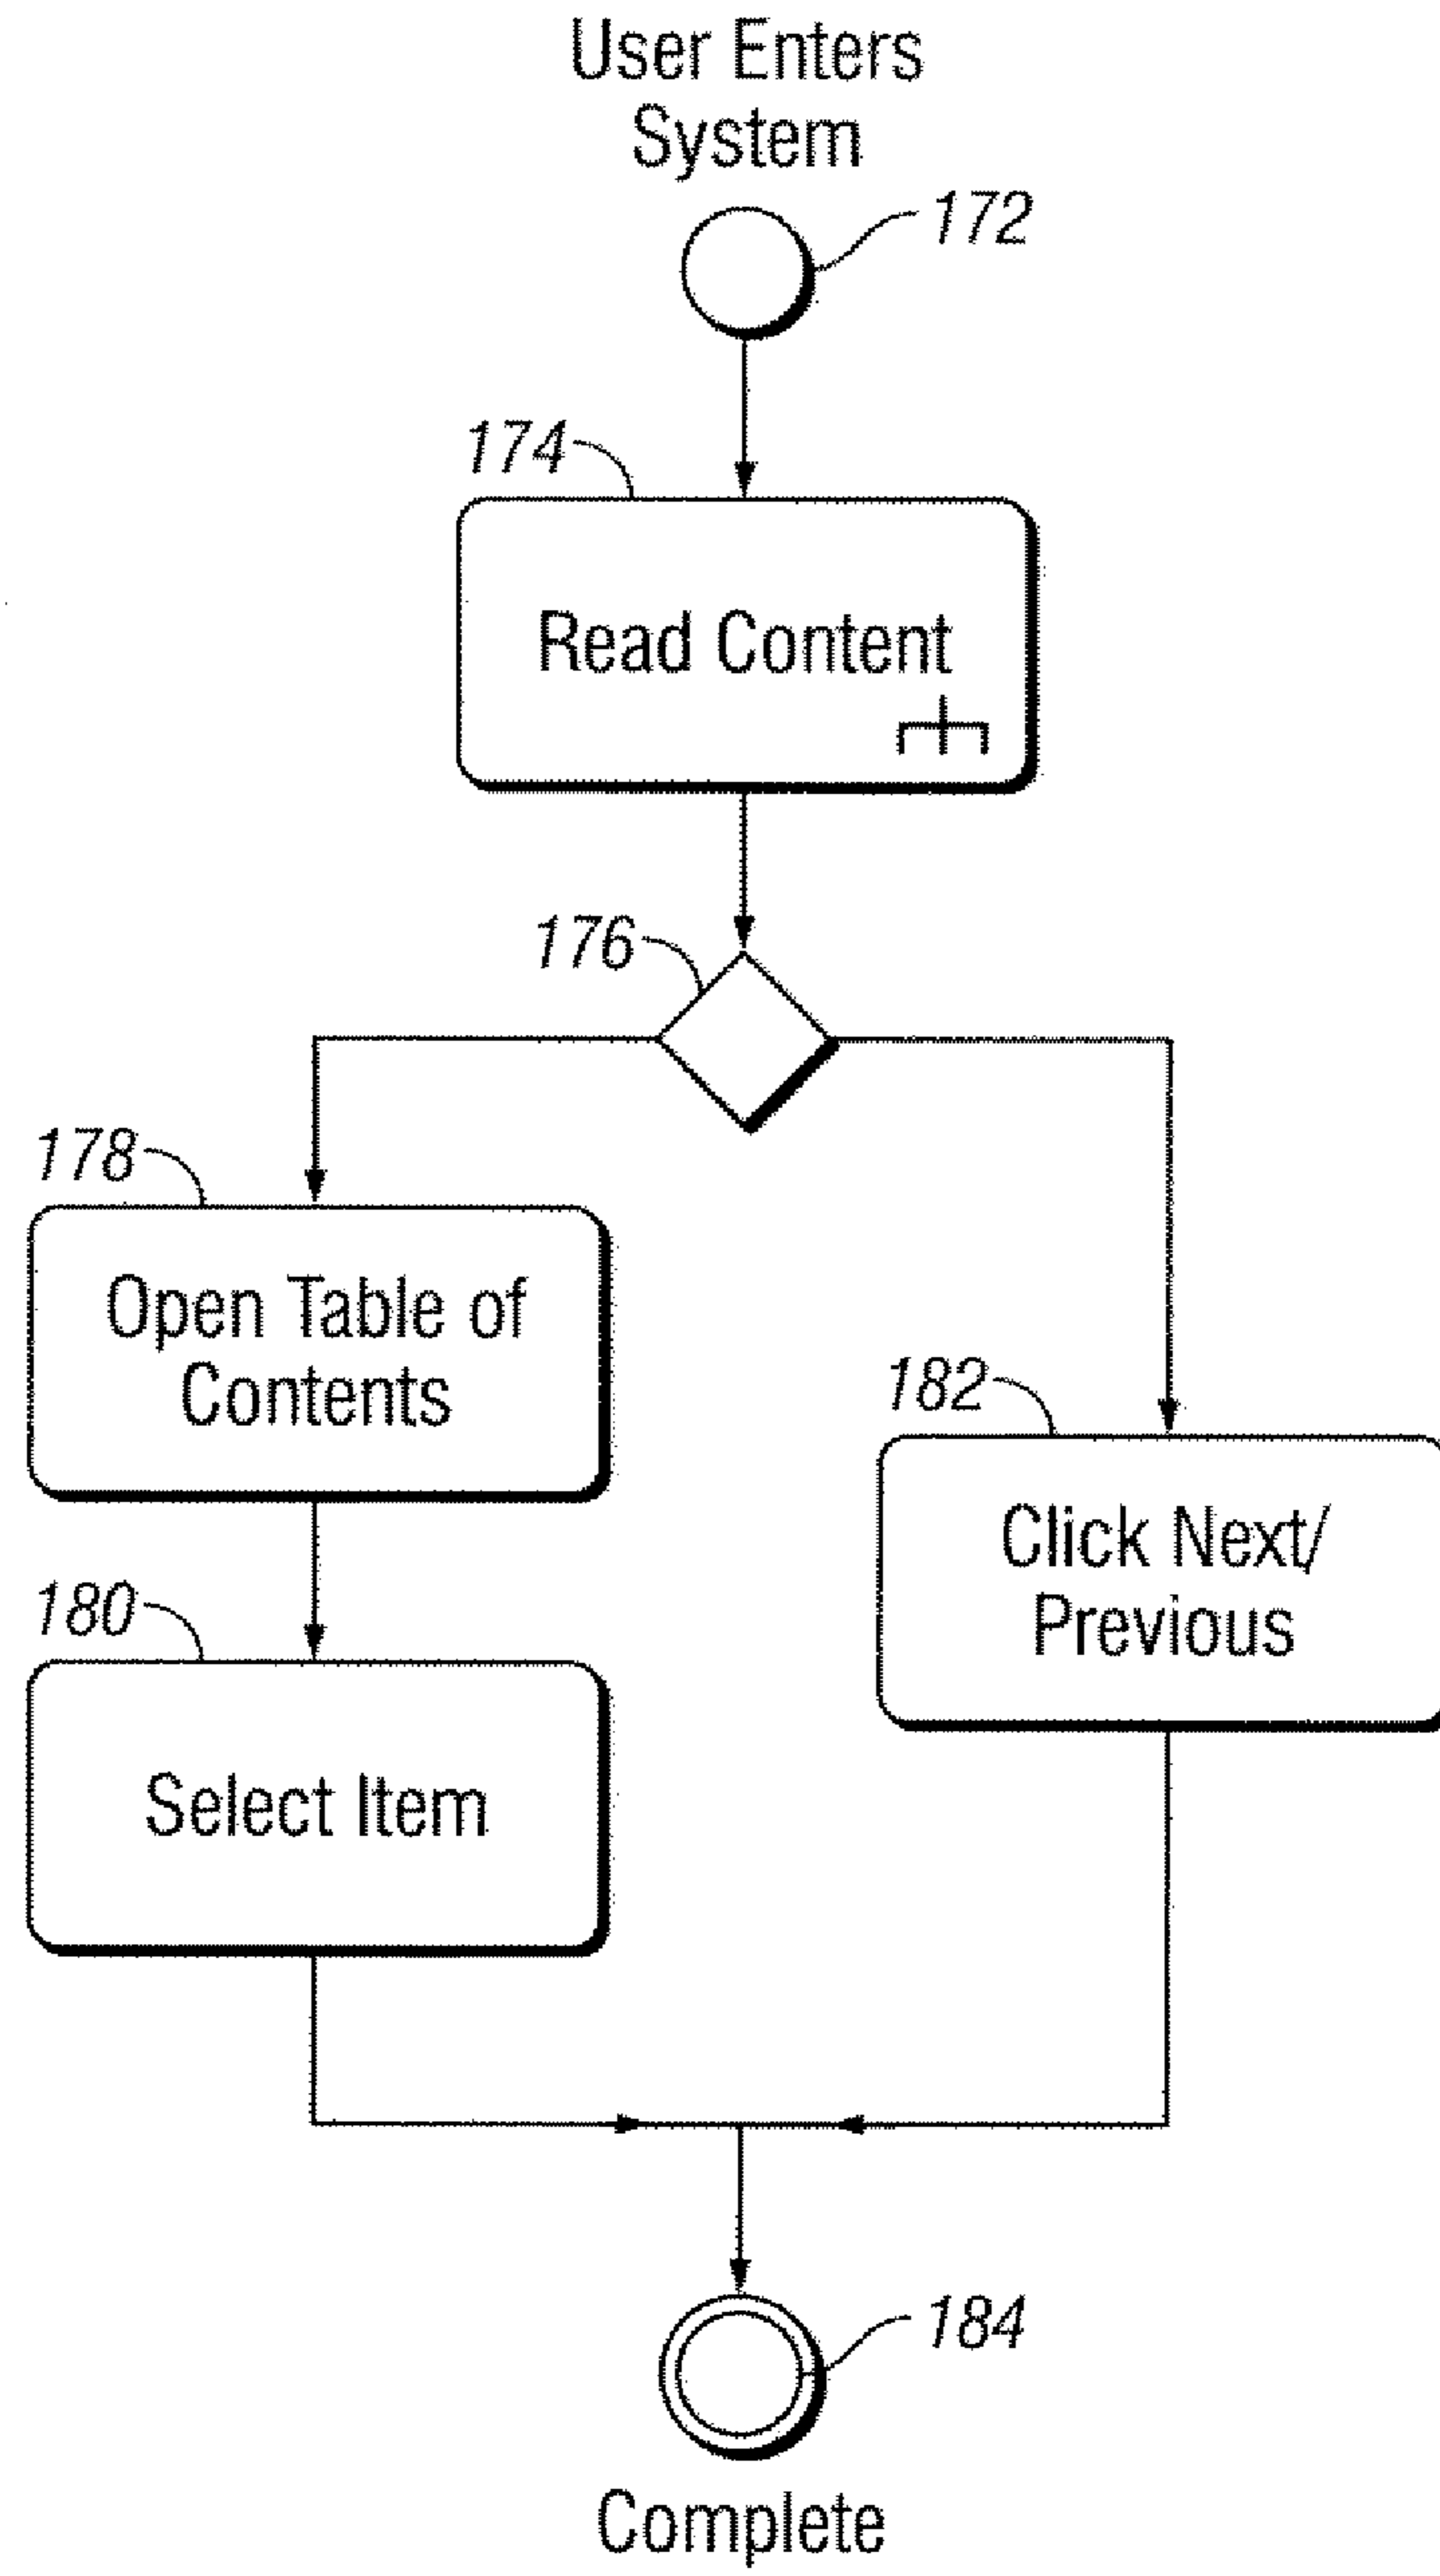 User Enters
System
172
174
Read Content
176
178
Open Table of
Contents
182
Click Next/
Previous
180
Select Item
184
Complete